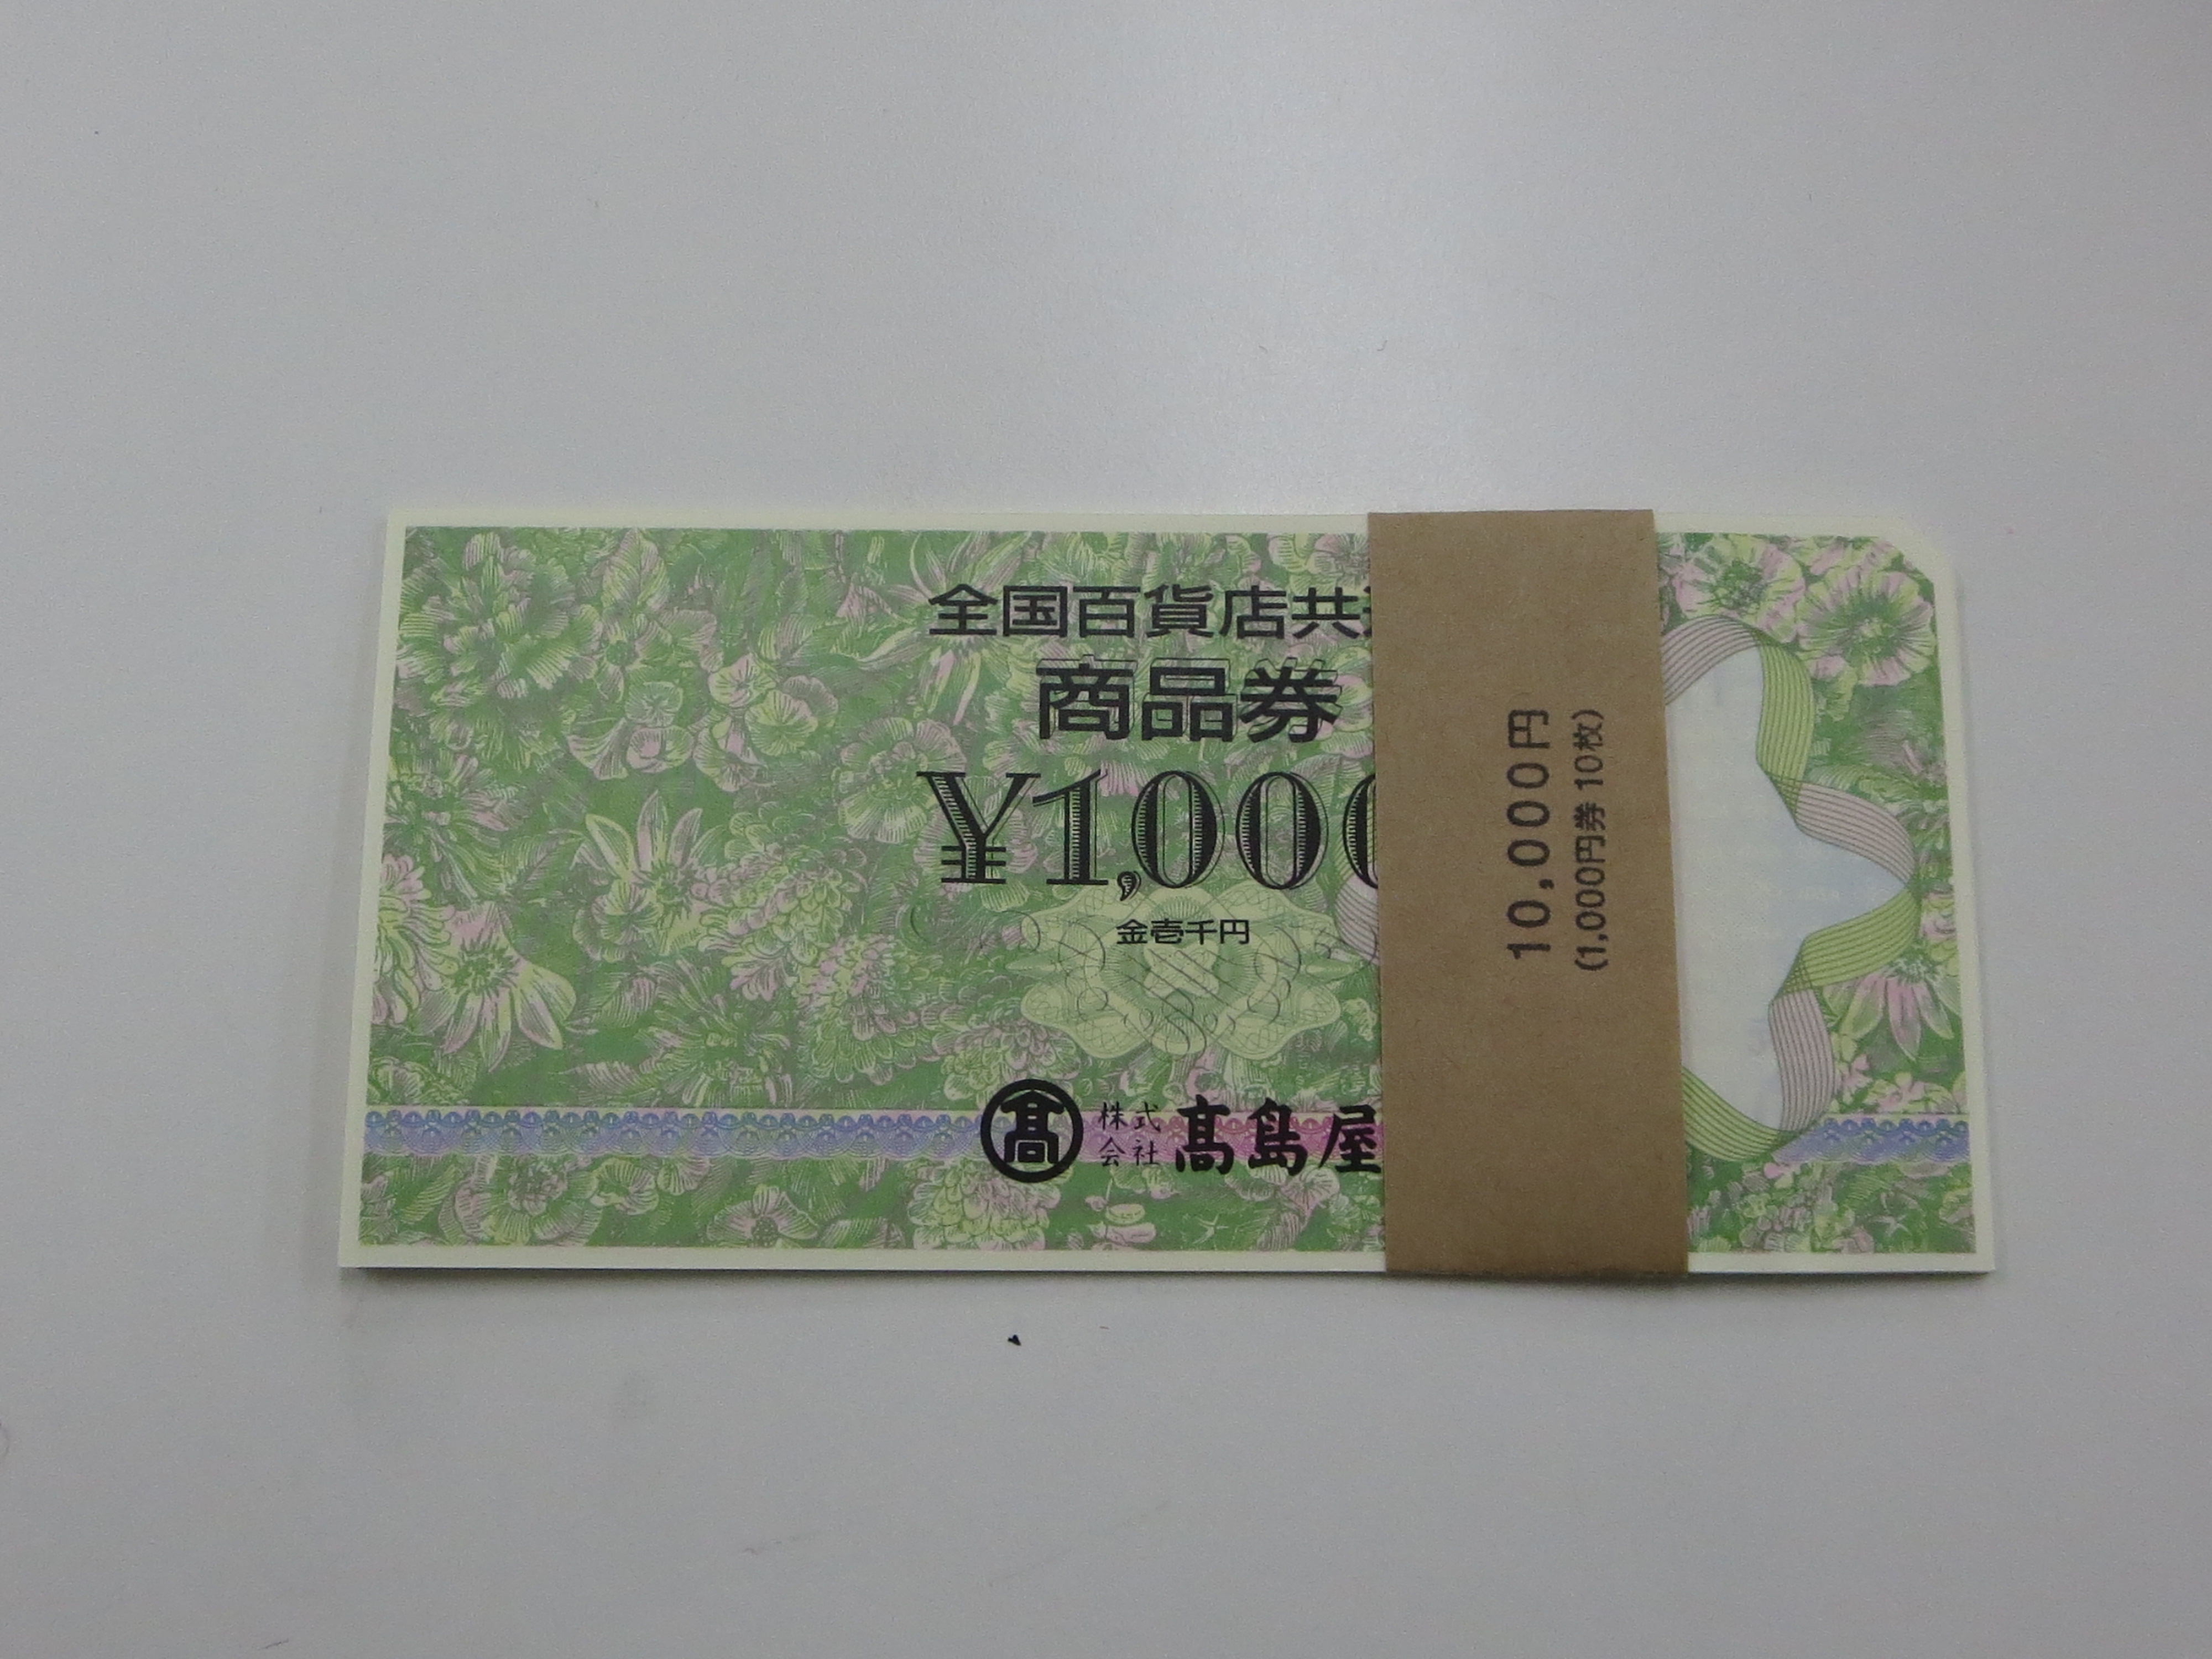 全国百貨店共
商品券
¥1,000
金壱千円
髙 株式会社 髙島屋
10,000円
(1,000円券 10枚)